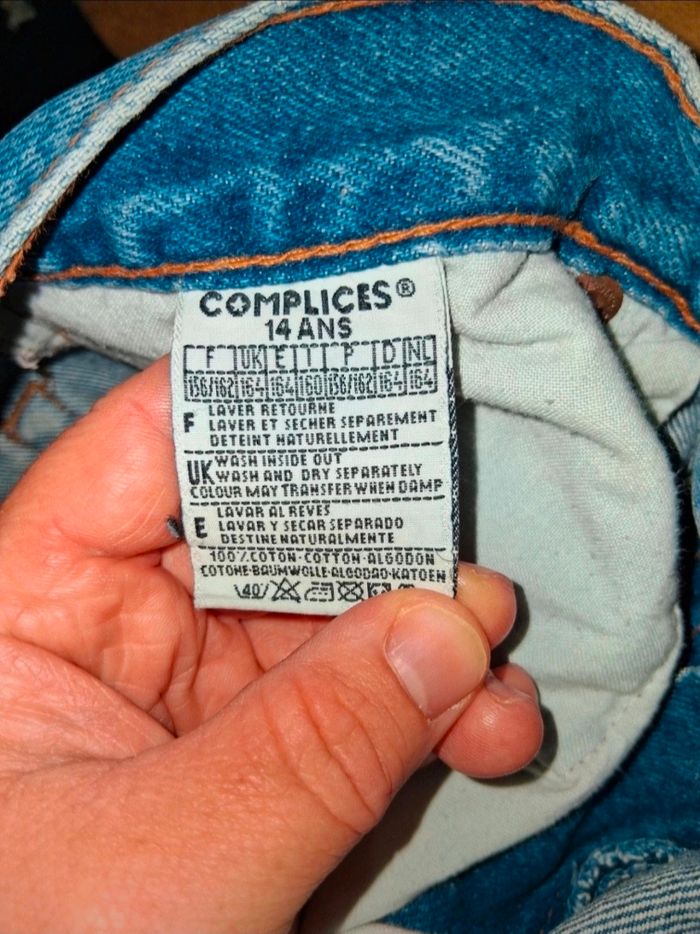 COMPLICES®
14 ANS
F UK E I P D NL
156/162 164 164 160 156/162 164 164
F LAVER RETOURNE
LAVER ET SECHER SEPAREMENT
DETEINT NATURELLEMENT
UK WASH INSIDE OUT
WASH AND DRY SEPARATELY
COLOUR MAY TRANSFER WHEN DAMP
E LAVAR AL REVES
LAVAR Y SECAR SEPARADO
DESTINE NATURALMENTE
100% COTON-COTTON-ALGODON
COTONE-BAUMWOLLE-ALGODAO-KATOEN
40